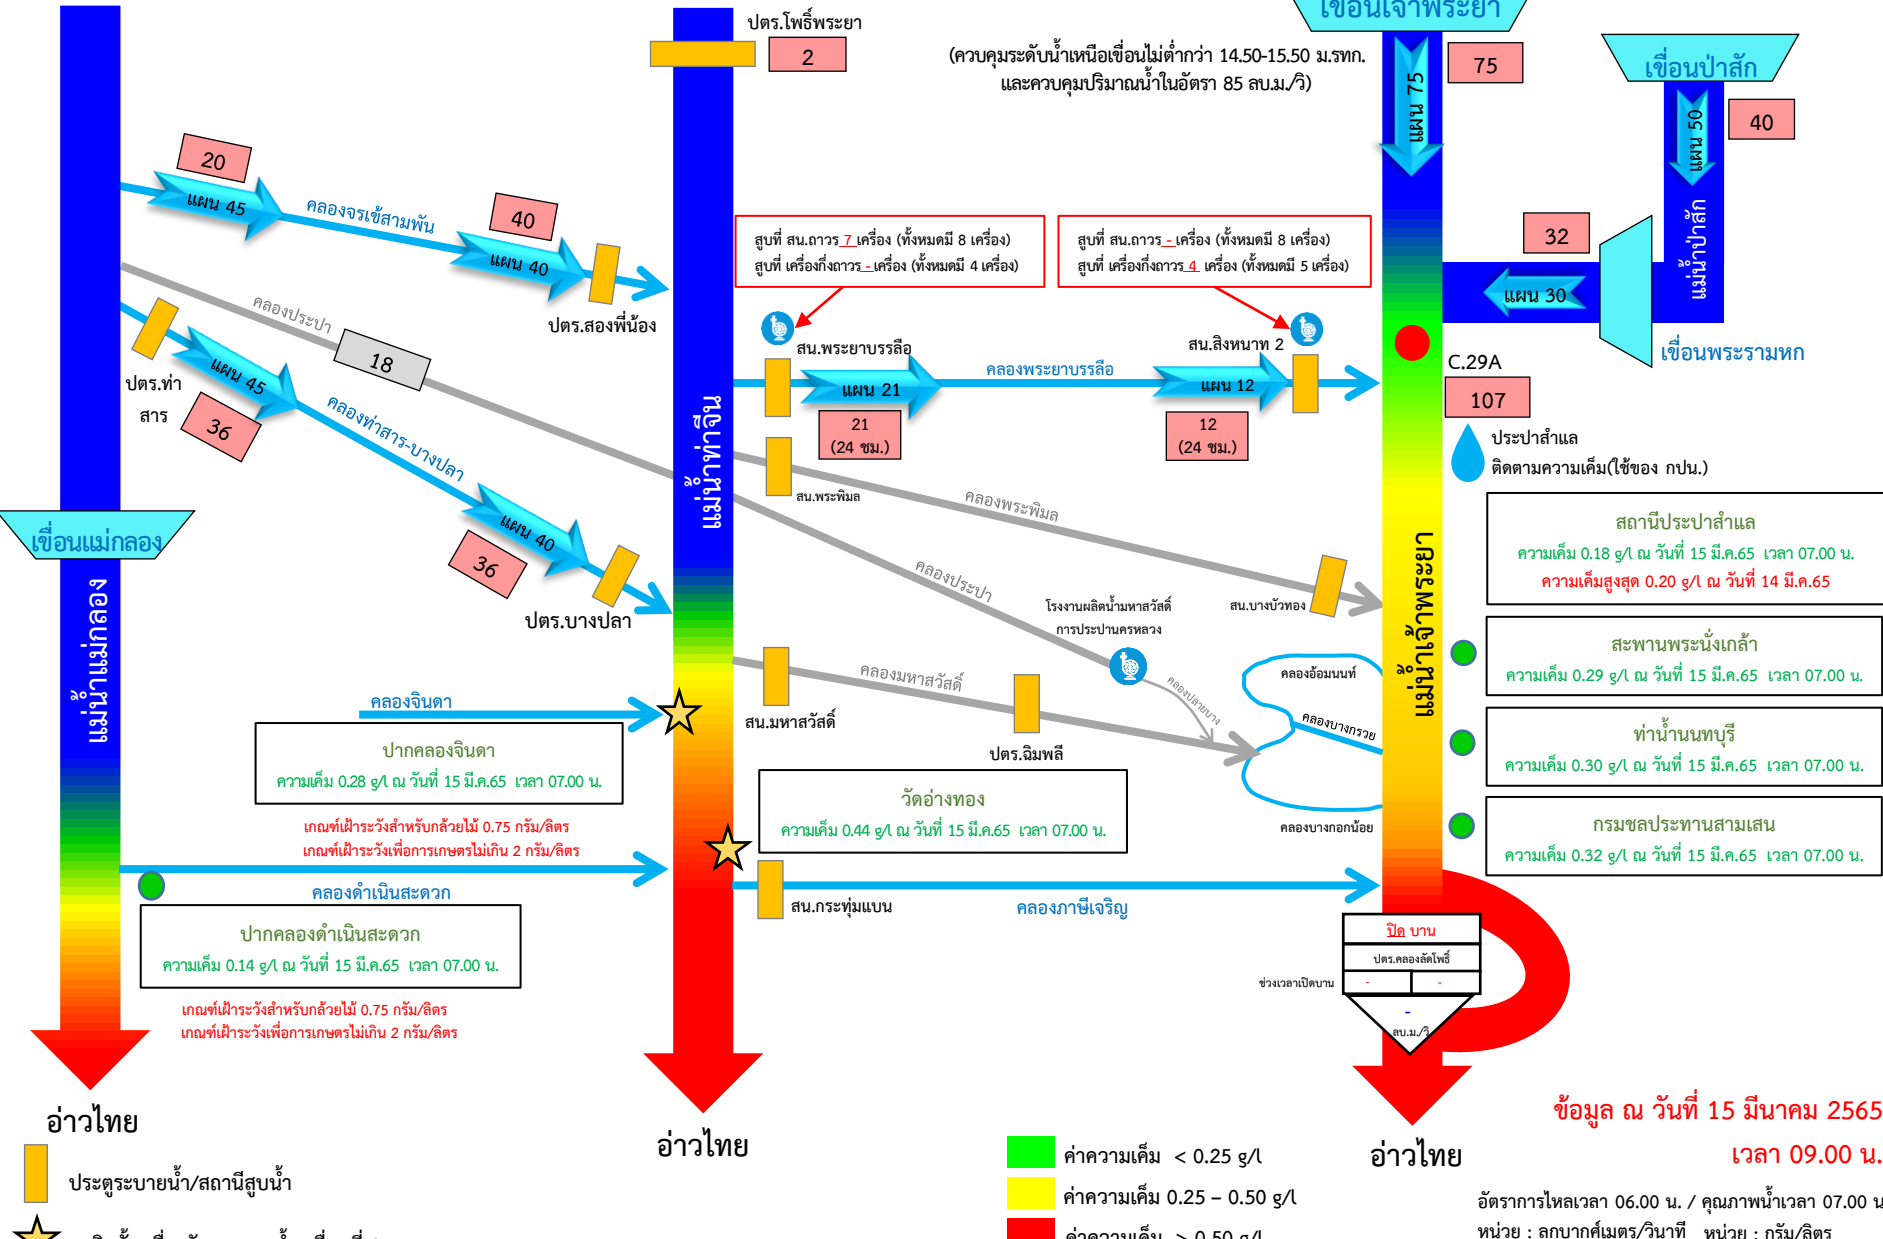 เขื่อนเจ้าพระยา
ปตร.โพธิ์พระยา
2
(ควบคุมระดับน้ำเหนือเขื่อนไม่ต่ำกว่า 14.50-15.50 ม.รทก.
และควบคุมปริมาณน้ำในอัตรา 85 ลบ.ม./วิ)
75
แผน 75
เขื่อนป่าสัก
แผน 50
40
แม่น้ำป่าสัก
32
แผน 30
เขื่อนพระรามหก
20
แผน 45
คลองจรเข้สามพัน
40
แผน 40
ปตร.สองพี่น้อง
คลองประปา
18
ปตร.ท่า
สาร
แผน 45
36
คลองท่าสาร-บางปลา
แผน 40
36
ปตร.บางปลา
สูบที่ สน.ถาวร 7 เครื่อง (ทั้งหมดมี 8 เครื่อง)
สูบที่ เครื่องกึ่งถาวร - เครื่อง (ทั้งหมดมี 4 เครื่อง)
สูบที่ สน.ถาวร - เครื่อง (ทั้งหมดมี 8 เครื่อง)
สูบที่ เครื่องกึ่งถาวร 4 เครื่อง (ทั้งหมดมี 5 เครื่อง)
สน.พระยาบรรลือ
แผน 21
21
(24 ชม.)
คลองพระยาบรรลือ
สน.สิงหนาท 2
แผน 12
12
(24 ชม.)
C.29A
107
ประปาสำแล
ติดตามความเค็ม(ใช้ของ กปน.)
แม่น้ำท่าจีน
สน.พระพิมล
คลองพระพิมล
คลองประปา
สน.บางบัวทอง
โรงงานผลิตน้ำมหาสวัสดิ์
การประปานครหลวง
คลองปลายบาง
คลองมหาสวัสดิ์
สน.มหาสวัสดิ์
ปตร.ฉิมพลี
คลองอ้อมนนท์
คลองบางกรวย
คลองบางกอกน้อย
แม่น้ำเจ้าพระยา
สถานีประปาสำแล
ความเค็ม 0.18 g/l ณ วันที่ 15 มี.ค.65 เวลา 07.00 น.
ความเค็มสูงสุด 0.20 g/l ณ วันที่ 14 มี.ค.65
สะพานพระนั่งเกล้า
ความเค็ม 0.29 g/l ณ วันที่ 15 มี.ค.65 เวลา 07.00 น.
ท่าน้ำนนทบุรี
ความเค็ม 0.30 g/l ณ วันที่ 15 มี.ค.65 เวลา 07.00 น.
กรมชลประทานสามเสน
ความเค็ม 0.32 g/l ณ วันที่ 15 มี.ค.65 เวลา 07.00 น.
เขื่อนแม่กลอง
แม่น้ำแม่กลอง
คลองจินดา
ปากคลองจินดา
ความเค็ม 0.28 g/l ณ วันที่ 15 มี.ค.65 เวลา 07.00 น.
เกณฑ์เฝ้าระวังสำหรับกล้วยไม้ 0.75 กรัม/ลิตร
เกณฑ์เฝ้าระวังเพื่อการเกษตรไม่เกิน 2 กรัม/ลิตร
วัดอ่างทอง
ความเค็ม 0.44 g/l ณ วันที่ 15 มี.ค.65 เวลา 07.00 น.
คลองดำเนินสะดวก
ปากคลองดำเนินสะดวก
ความเค็ม 0.14 g/l ณ วันที่ 15 มี.ค.65 เวลา 07.00 น.
เกณฑ์เฝ้าระวังสำหรับกล้วยไม้ 0.75 กรัม/ลิตร
เกณฑ์เฝ้าระวังเพื่อการเกษตรไม่เกิน 2 กรัม/ลิตร
สน.กระทุ่มแบน
คลองภาษีเจริญ
ปิด บาน
ปตร.คลองลัดโพธิ์
ช่วงเวลาเปิดบาน
-
-
-
ลบ.ม./วิ
อ่าวไทย
อ่าวไทย
อ่าวไทย
ข้อมูล ณ วันที่ 15 มีนาคม 2565
เวลา 09.00 น.
ประตูระบายน้ำ/สถานีสูบน้ำ
ค่าความเค็ม < 0.25 g/l
ค่าความเค็ม 0.25 – 0.50 g/l
ค่าความเค็ม > 0.50 g/l
อัตราการไหลเวลา 06.00 น. / คุณภาพน้ำเวลา 07.00 น
หน่วย : ลูกบากศ์เมตร/วินาที หน่วย : กรัม/ลิตร